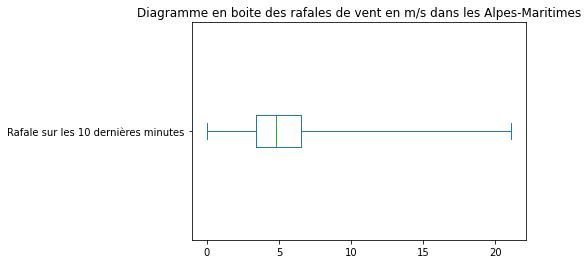 Diagramme en boite des rafales de vent en m/s dans les Alpes-Maritimes
Rafale sur les 10 dernières minutes
0 5 10 15 20